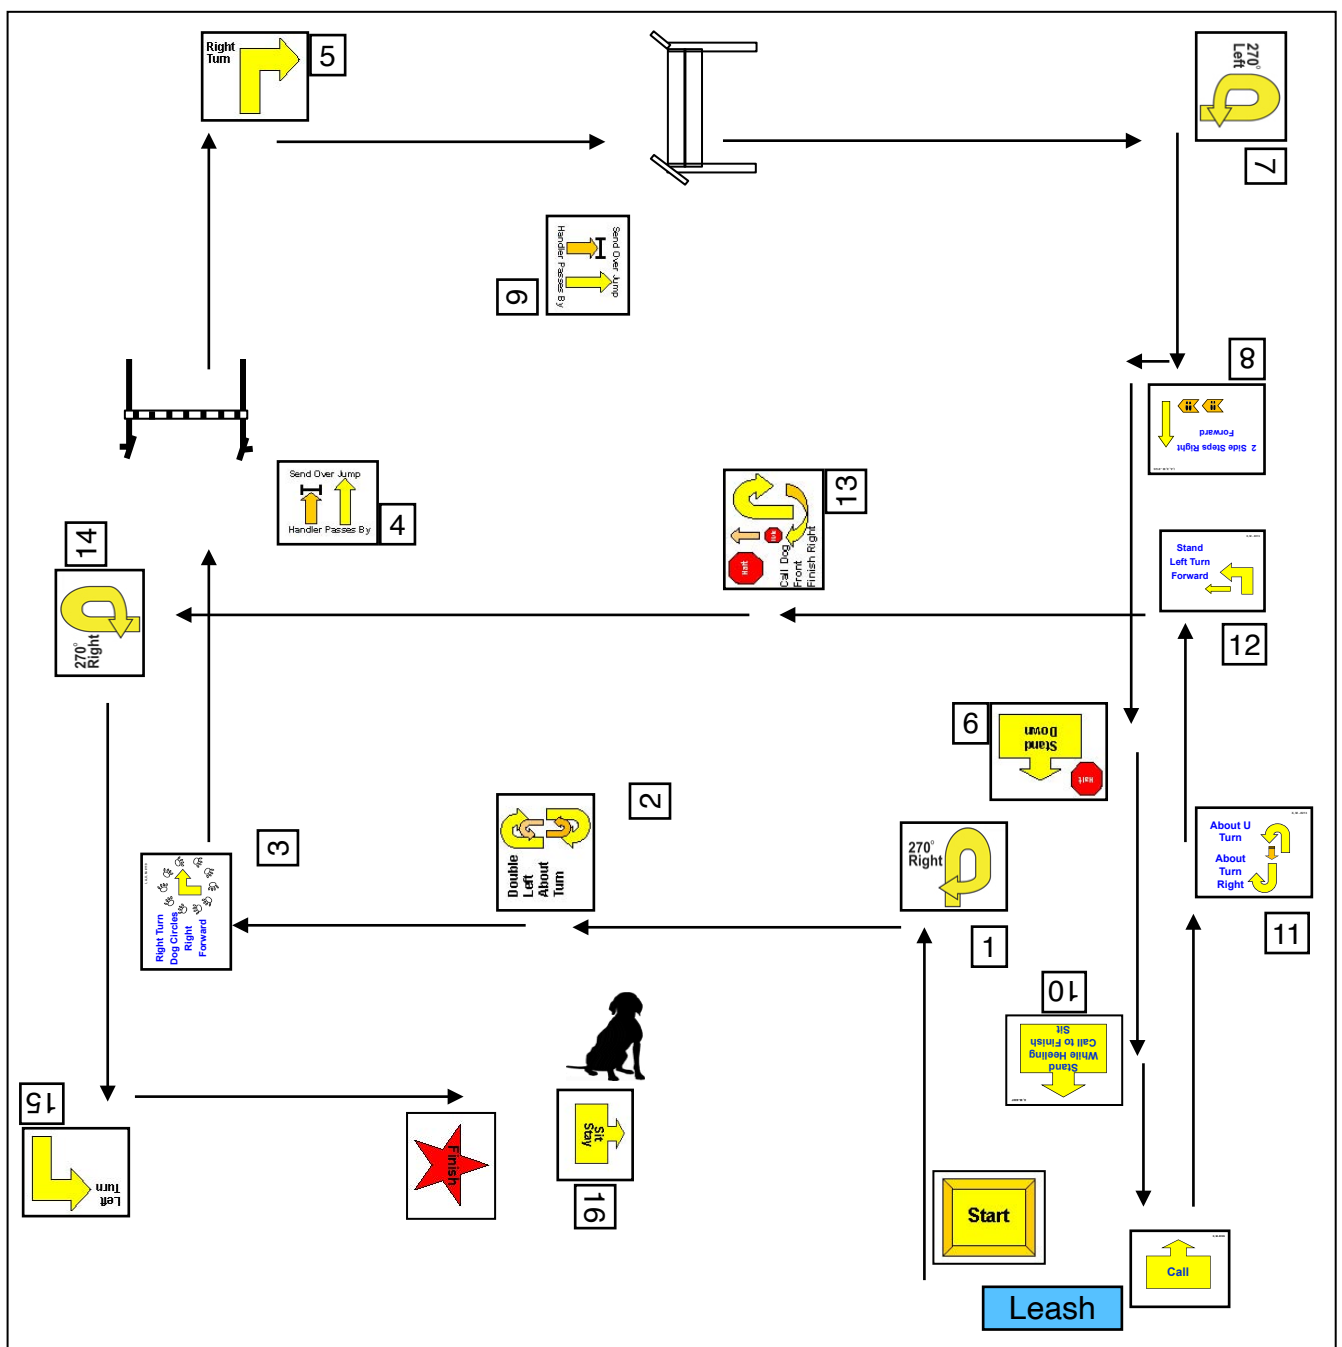 Right
Turn
5
270°
Left
7
Send Over Jump
Handler Passes By
6
8
2 Side Steps Right
Forward
Send Over Jump
Handler Passes By
4
13
Halt
Halt
Call Dog
Front
Finish Right
14
270°
Right
Stand
Left Turn
Forward
12
9
Stand
Down
Halt
2
Double
Left
About
Turn
3
Right Turn
Dog Circles
Right
Forward
270°
Right
1
About U
Turn
About
Turn
Right
11
10
Stand
While Heeling
Call to Finish
Sit
15
Left
Turn
Finish
Sit
Stay
16
Start
Call
Leash